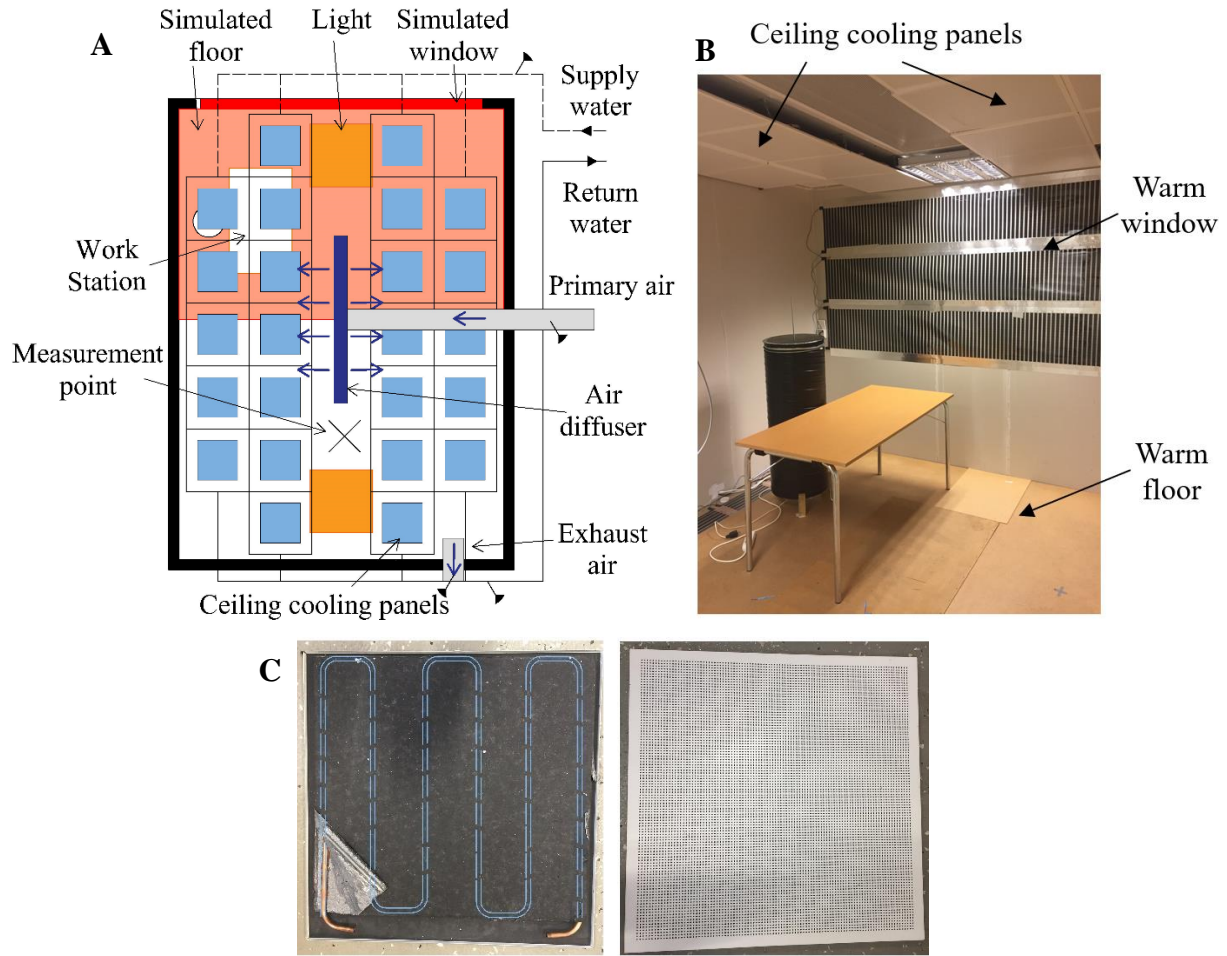 A
Simulated
floor
Light
Simulated
window
Supply
water
Return
water
Work
Station
Primary air
Measurement
point
Air
diffuser
Exhaust
air
Ceiling cooling panels
B
Ceiling cooling panels
Warm
window
Warm
floor
C